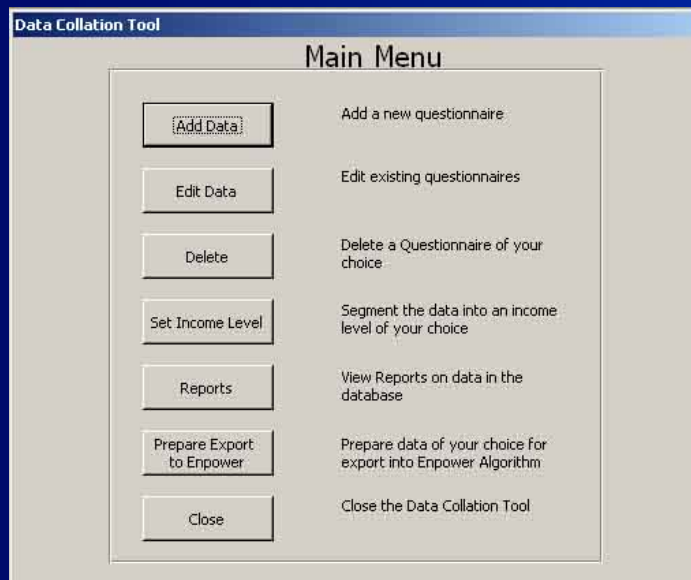 Data Collation Tool
Main Menu
Add Data
Add a new questionnaire
Edit Data
Edit existing questionnaires
Delete
Delete a Questionnaire of your
choice
Set Income Level
Segment the data into an income
level of your choice
Reports
View Reports on data in the
database
Prepare Export
to Enpower
Prepare data of your choice for
export into Enpower Algorithm
Close
Close the Data Collation Tool